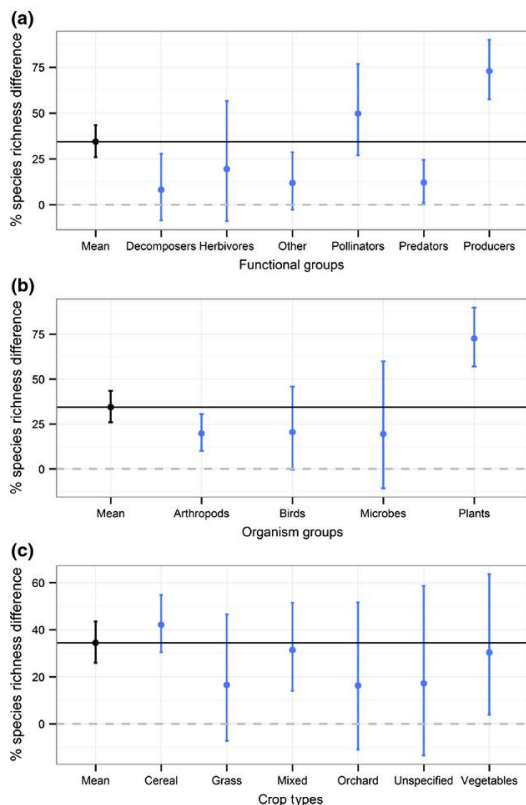 (a)
% species richness difference
75
50
25
0
Mean Decomposers Herbivores Other Pollinators Predators Producers
Functional groups
(b)
% species richness difference
75
50
25
0
Mean Arthropods Birds Microbes Plants
Organism groups
(c)
% species richness difference
60
40
20
0
Mean Cereal Grass Mixed Orchard Unspecified Vegetables
Crop types